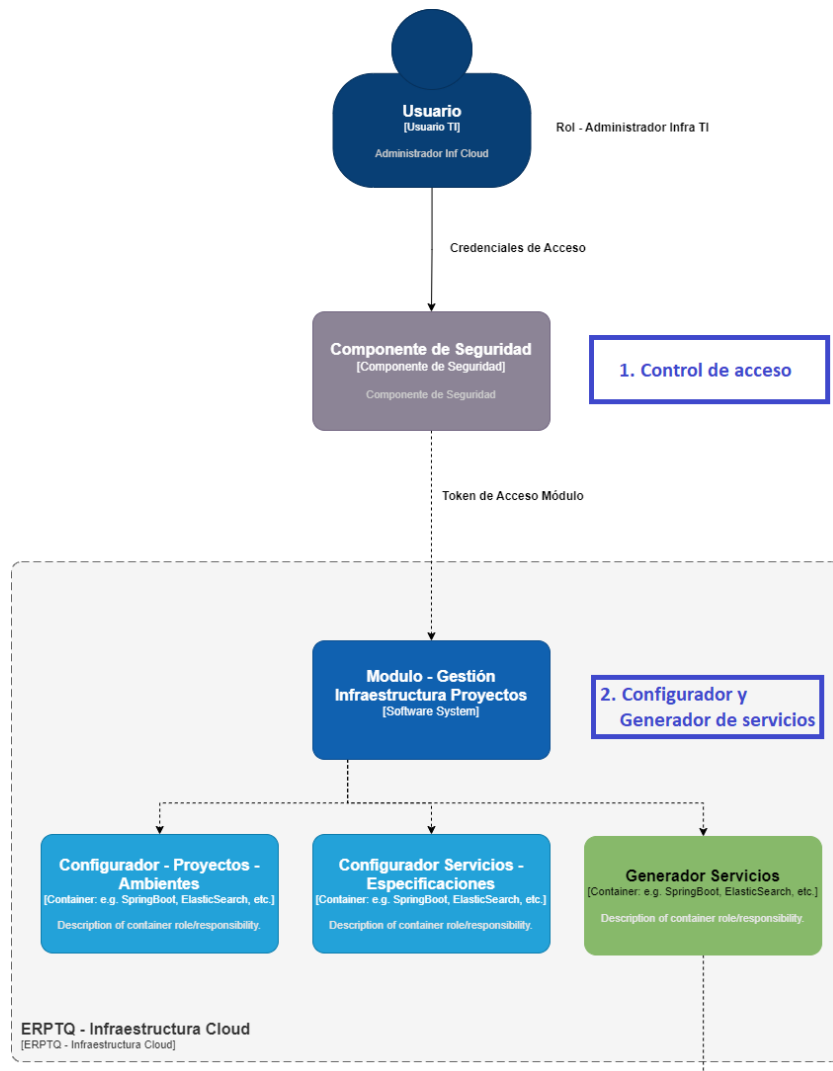 Usuario
[Usuario TI]
Administrador Inf Cloud
Rol - Administrador Infra TI
Credenciales de Acceso
Componente de Seguridad
[Componente de Seguridad]
Componente de Seguridad
1. Control de acceso
Token de Acceso Módulo
Modulo - Gestión
Infraestructura Proyectos
[Software System]
2. Configurador y
Generador de servicios
Configurador - Proyectos -
Ambientes
[Container: e.g. SpringBoot, ElasticSearch, etc.]
Description of container role/responsibility.
Configurador Servicios -
Especificaciones
[Container: e.g. SpringBoot, ElasticSearch, etc.]
Description of container role/responsibility.
Generador Servicios
[Container: e.g. SpringBoot, ElasticSearch, etc.]
Description of container role/responsibility.
ERPTQ - Infraestructura Cloud
[ERPTQ - Infraestructura Cloud]